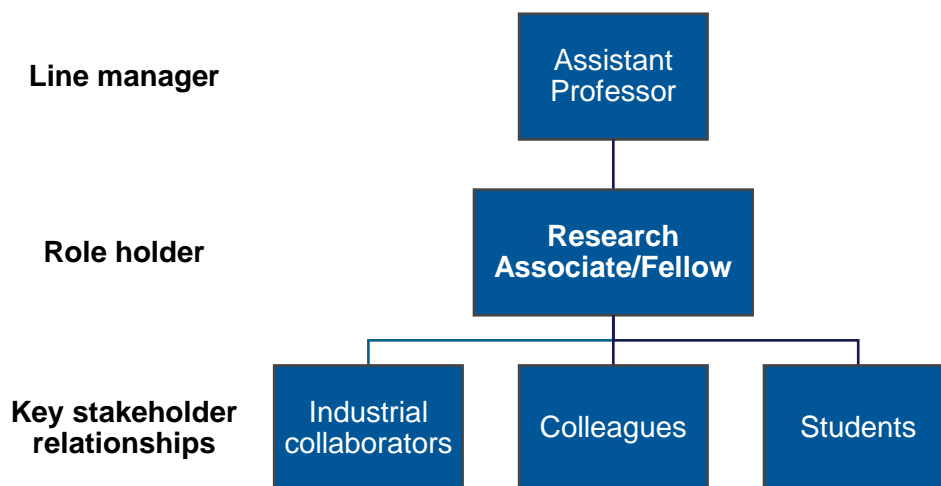 Line manager
Assistant
Professor
Role holder
Research
Associate/Fellow
Key stakeholder
relationships
Industrial
collaborators
Colleagues
Students